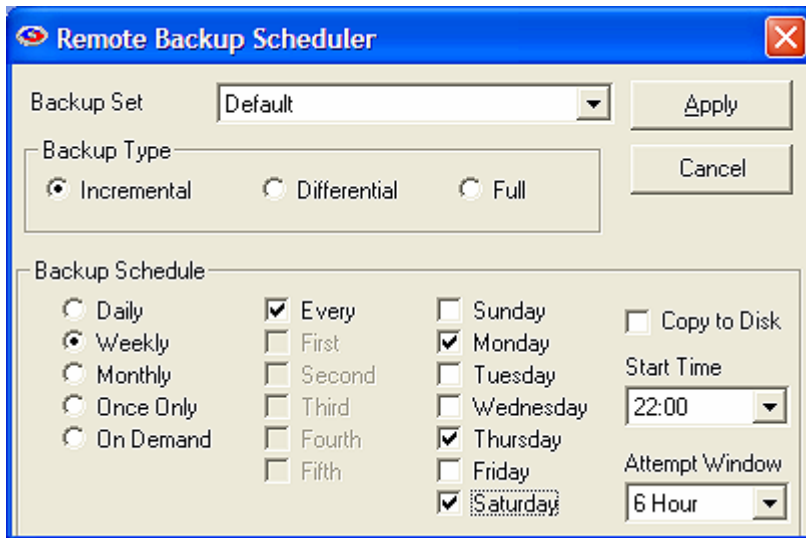 Remote Backup Scheduler
Backup Set
Default
Apply
Backup Type
Cancel
Incremental
Differential
Full
Backup Schedule
Daily
Weekly
Monthly
Once Only
On Demand
Every
First
Second
Third
Fourth
Fifth
Sunday
Monday
Tuesday
Wednesday
Thursday
Friday
Saturday
Copy to Disk
Start Time
22:00
Attempt Window
6 Hour